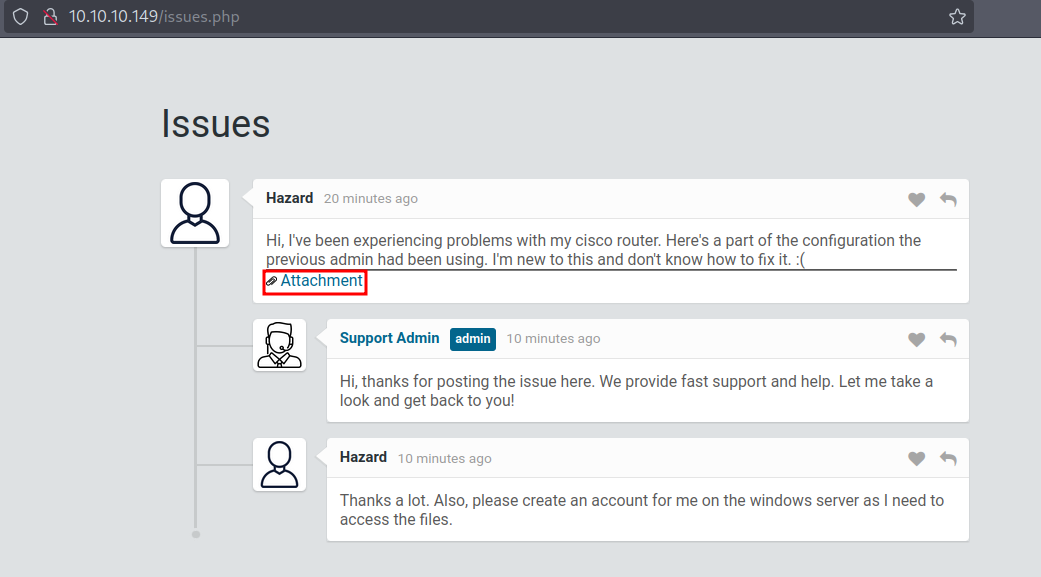 10.10.10.149/issues.php
Issues
Hazard 20 minutes ago
Hi, I've been experiencing problems with my cisco router. Here's a part of the configuration the
previous admin had been using. I'm new to this and don't know how to fix it. :(
Attachment
Support Admin admin 10 minutes ago
Hi, thanks for posting the issue here. We provide fast support and help. Let me take a
look and get back to you!
Hazard 10 minutes ago
Thanks a lot. Also, please create an account for me on the windows server as I need to
access the files.